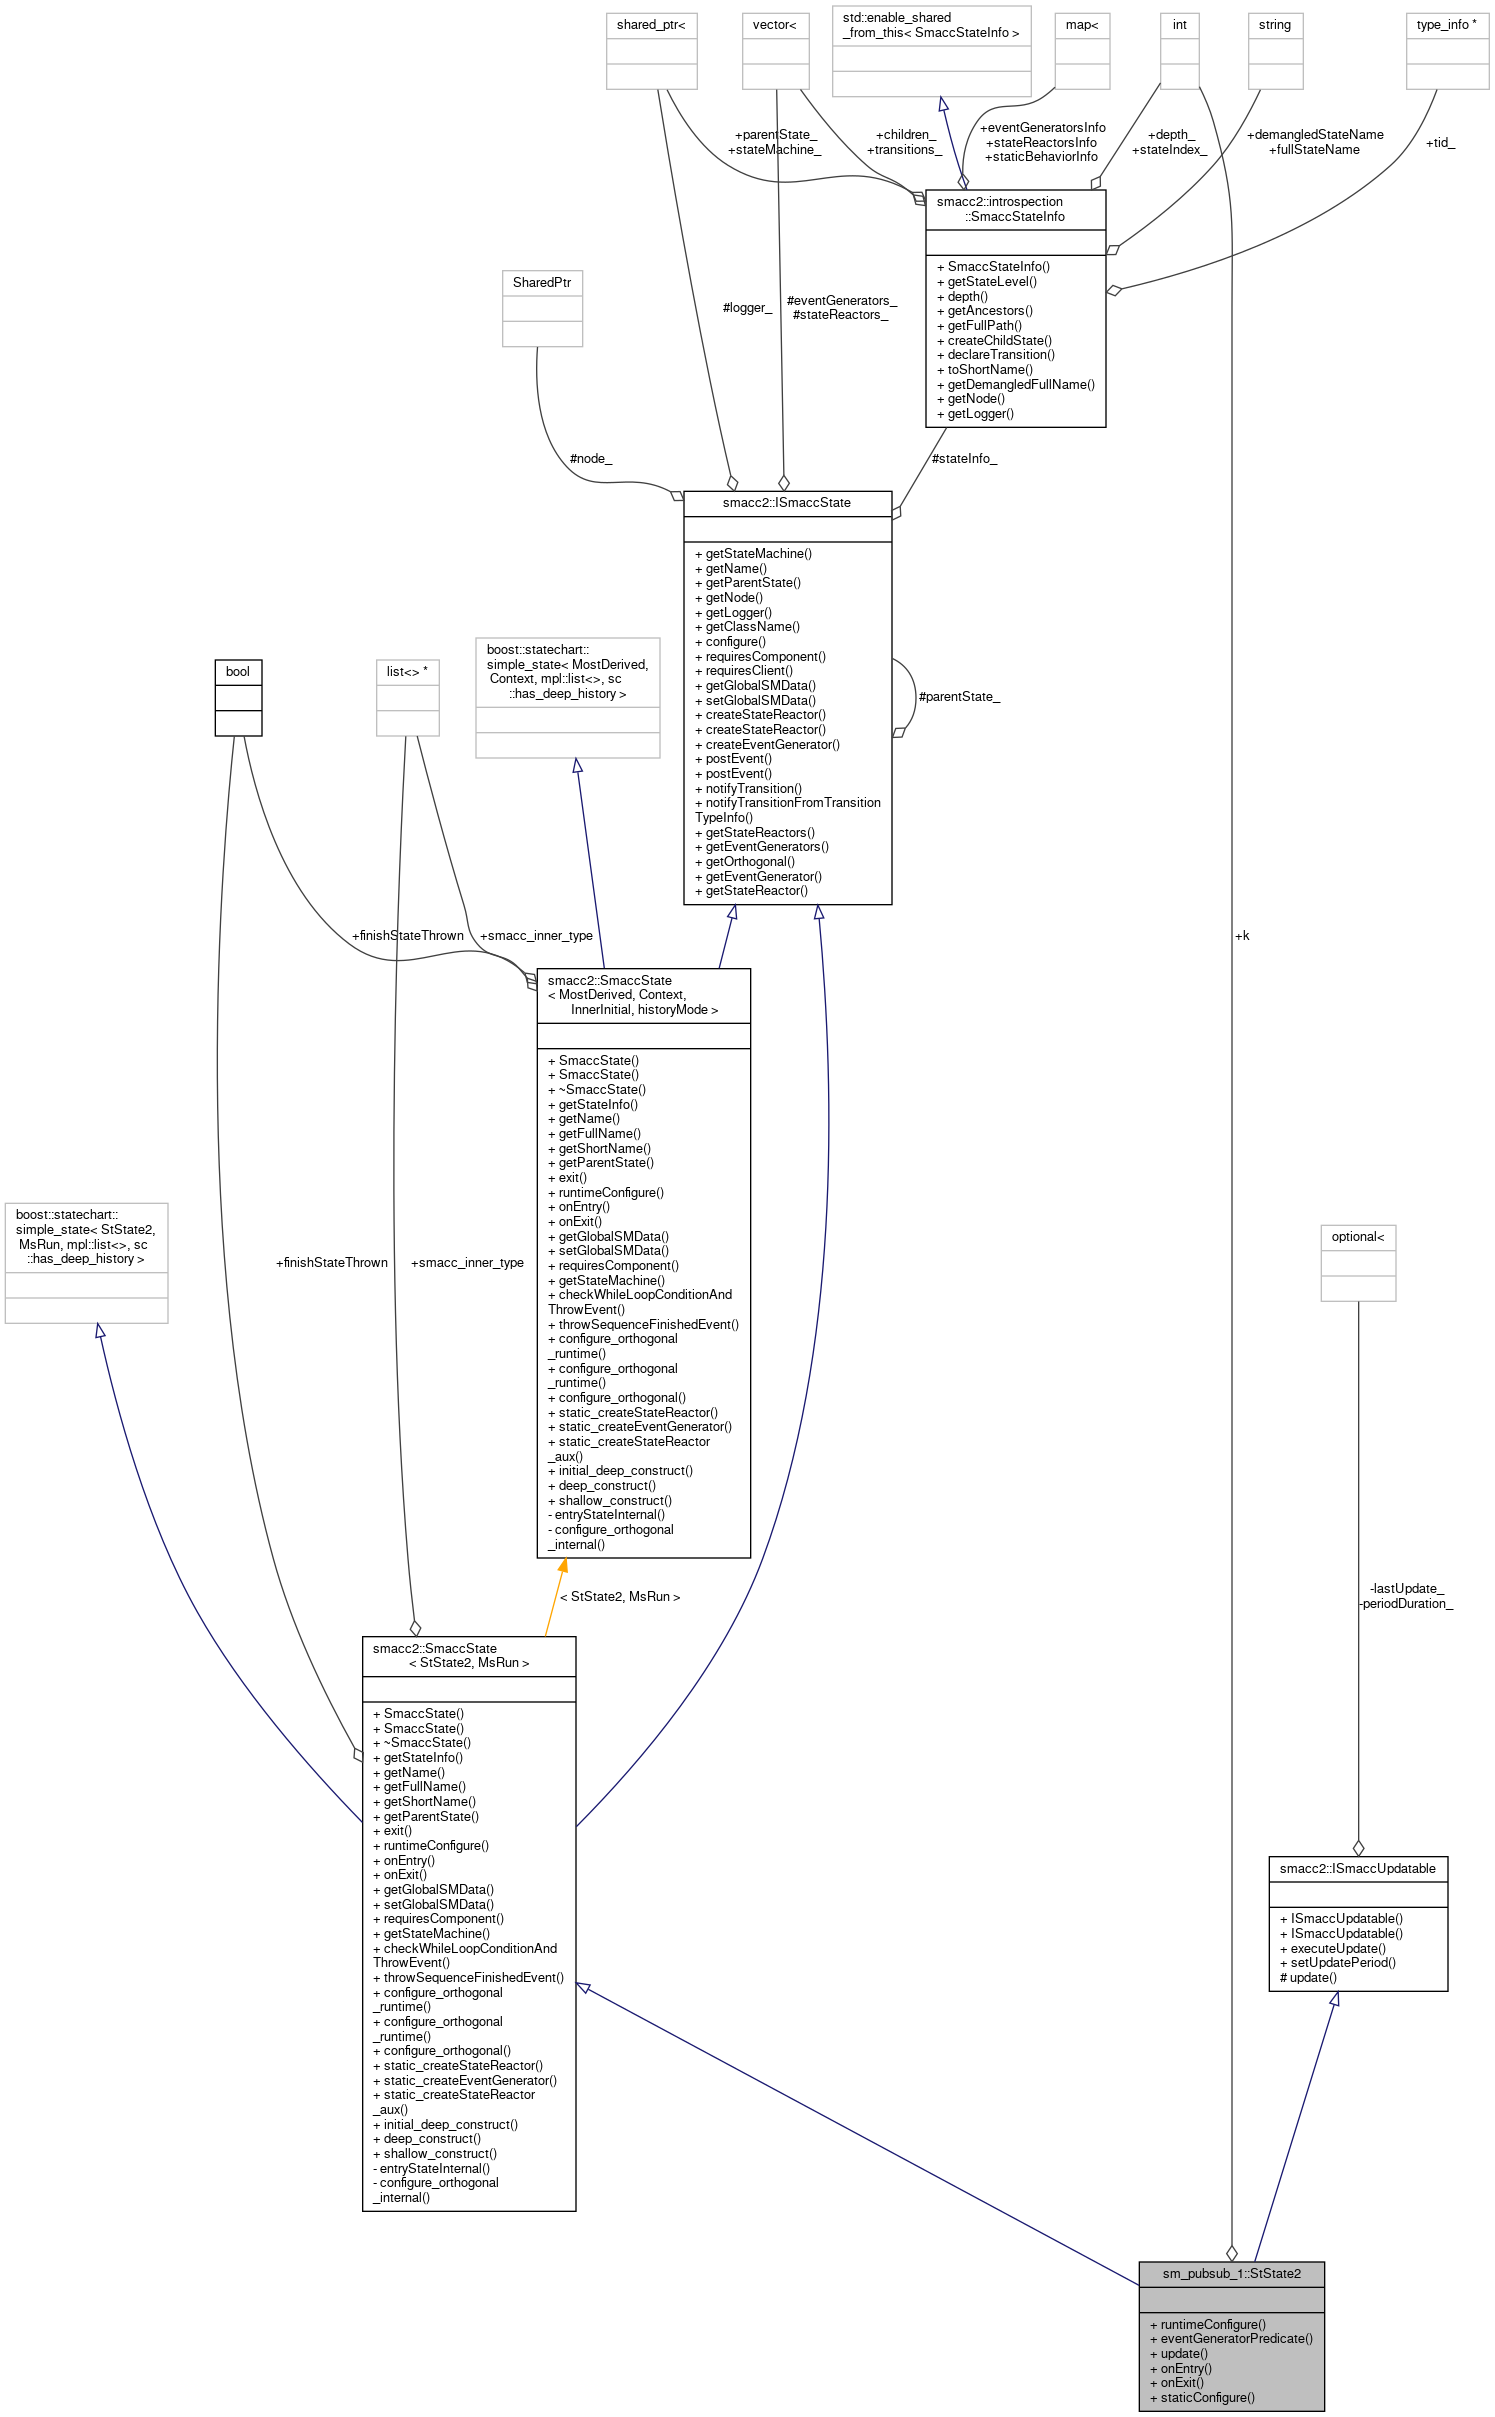 shared_ptr<
vector<
std::enable_shared
_from_this< SmaccStateInfo >
map<
int
string
type_info *
+parentState_
+stateMachine_
+children_
+transitions_
+eventGeneratorsInfo
+stateReactorsInfo
+staticBehaviorInfo
+depth_
+stateIndex_
+demangledStateName
+fullStateName
+tid_
smacc2::introspection
::SmaccStateInfo
+ SmaccStateInfo()
+ getStateLevel()
+ depth()
+ getAncestors()
+ getFullPath()
+ createChildState()
+ declareTransition()
+ toShortName()
+ getDemangledFullName()
+ getNode()
+ getLogger()
SharedPtr
#logger_
#eventGenerators_
#stateReactors_
#node_
#stateInfo_
smacc2::ISmaccState
+ getStateMachine()
+ getName()
+ getParentState()
+ getNode()
+ getLogger()
+ getClassName()
+ configure()
+ requiresComponent()
+ requiresClient()
+ getGlobalSMData()
+ setGlobalSMData()
+ createStateReactor()
+ createStateReactor()
+ createEventGenerator()
+ postEvent()
+ postEvent()
+ notifyTransition()
+ notifyTransitionFromTransition
TypeInfo()
+ getStateReactors()
+ getEventGenerators()
+ getOrthogonal()
+ getEventGenerator()
+ getStateReactor()
#parentState_
bool
list<> *
boost::statechart::
simple_state< MostDerived,
Context, mpl::list<>, sc
::has_deep_history >
+finishStateThrown
+smacc_inner_type
+k
smacc2::SmaccState
< MostDerived, Context,
InnerInitial, historyMode >
+ SmaccState()
+ SmaccState()
+ ~SmaccState()
+ getStateInfo()
+ getName()
+ getFullName()
+ getShortName()
+ getParentState()
+ exit()
+ runtimeConfigure()
+ onEntry()
+ onExit()
+ getGlobalSMData()
+ setGlobalSMData()
+ requiresComponent()
+ getStateMachine()
+ checkWhileLoopConditionAnd
ThrowEvent()
+ throwSequenceFinishedEvent()
+ configure_orthogonal
_runtime()
+ configure_orthogonal
_runtime()
+ configure_orthogonal()
+ static_createStateReactor()
+ static_createEventGenerator()
+ static_createStateReactor
_aux()
+ initial_deep_construct()
+ deep_construct()
+ shallow_construct()
- entryStateInternal()
- configure_orthogonal
_internal()
boost::statechart::
simple_state< StState2,
MsRun, mpl::list<>, sc
::has_deep_history >
+finishStateThrown
+smacc_inner_type
optional<
< StState2, MsRun >
-lastUpdate_
-periodDuration_
smacc2::SmaccState
< StState2, MsRun >
+ SmaccState()
+ SmaccState()
+ ~SmaccState()
+ getStateInfo()
+ getName()
+ getFullName()
+ getShortName()
+ getParentState()
+ exit()
+ runtimeConfigure()
+ onEntry()
+ onExit()
+ getGlobalSMData()
+ setGlobalSMData()
+ requiresComponent()
+ getStateMachine()
+ checkWhileLoopConditionAnd
ThrowEvent()
+ throwSequenceFinishedEvent()
+ configure_orthogonal
_runtime()
+ configure_orthogonal
_runtime()
+ configure_orthogonal()
+ static_createStateReactor()
+ static_createEventGenerator()
+ static_createStateReactor
_aux()
+ initial_deep_construct()
+ deep_construct()
+ shallow_construct()
- entryStateInternal()
- configure_orthogonal
_internal()
smacc2::ISmaccUpdatable
+ ISmaccUpdatable()
+ ISmaccUpdatable()
+ executeUpdate()
+ setUpdatePeriod()
# update()
sm_pubsub_1::StState2
+ runtimeConfigure()
+ eventGeneratorPredicate()
+ update()
+ onEntry()
+ onExit()
+ staticConfigure()